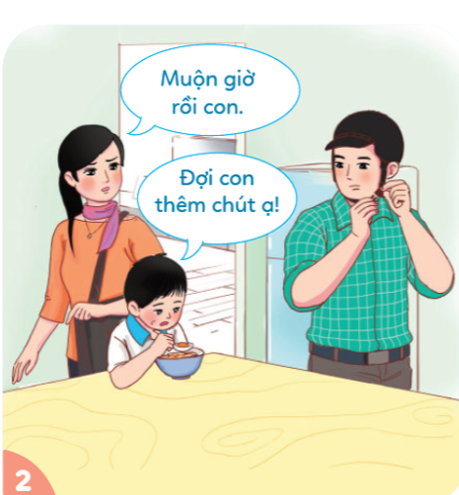 Muộn giờ
rồi con.
Đợi con
thêm chút ạ!
2